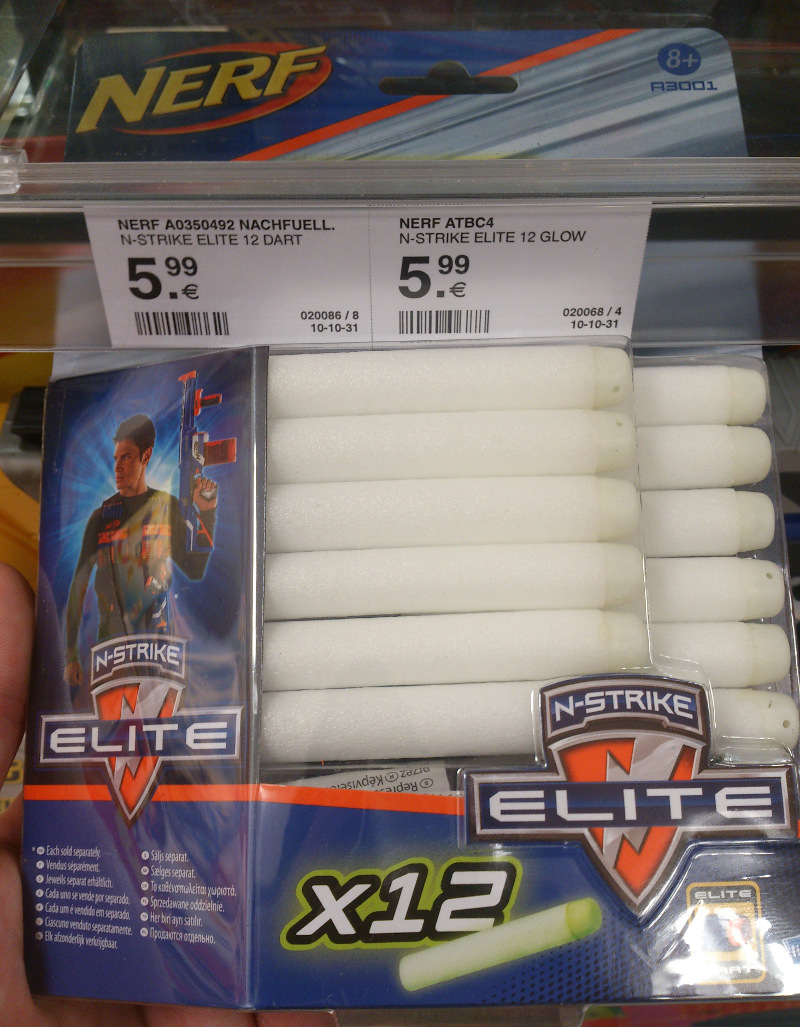 NERF
8+
A3001
NERF A0350492 NACHFUELL.
N-STRIKE ELITE 12 DART
5.99 €
020086 / 8
10-10-31
NERF ATBC4
N-STRIKE ELITE 12 GLOW
5.99 €
020068 / 4
10-10-31
N-STRIKE
ELITE
* Each sold separately.
Vendus séparément.
Jeweils separat erhältlich.
Cada uno se vende por separado.
Cada um é vendido em separado.
Ciascuno venduto separatamente.
Elk afzonderlijk verkrijgbaar.
Säljs separat.
Sælges separat.
Το καθένα πωλείται χωριστά.
Sprzedawane oddzielnie.
Her biri ayrı satılır.
Продаются отдельно.
przez Képvisele
Repres
N-STRIKE
ELITE
x12
ELITE